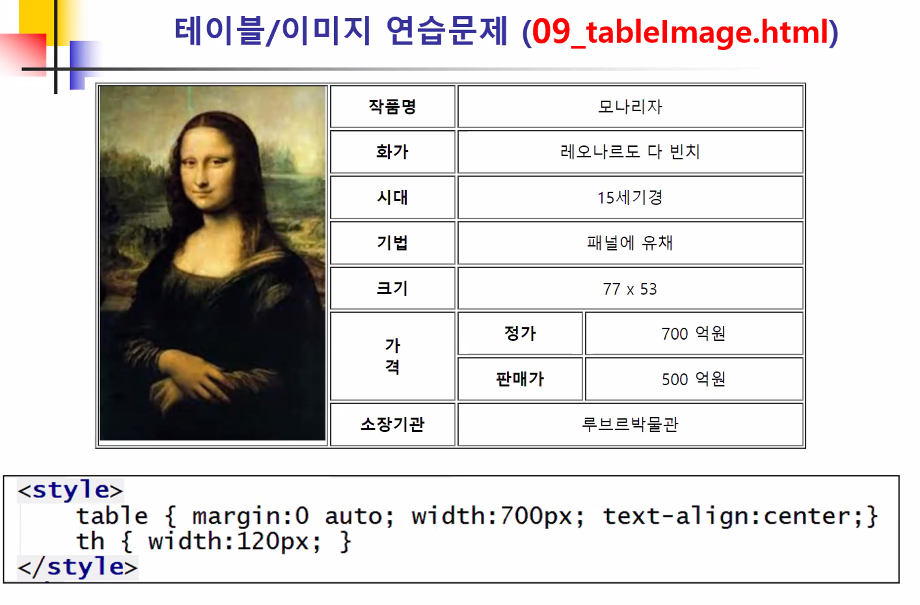 테이블/이미지 연습문제 (09_tableImage.html)
작품명 모나리자
화가 레오나르도 다 빈치
시대 15세기경
기법 패널에 유채
크기 77 x 53
가
격
정가 700 억원
판매가 500 억원
소장기관 루브르박물관
<style>
table { margin:0 auto; width:700px; text-align:center;}
th { width:120px; }
</style>